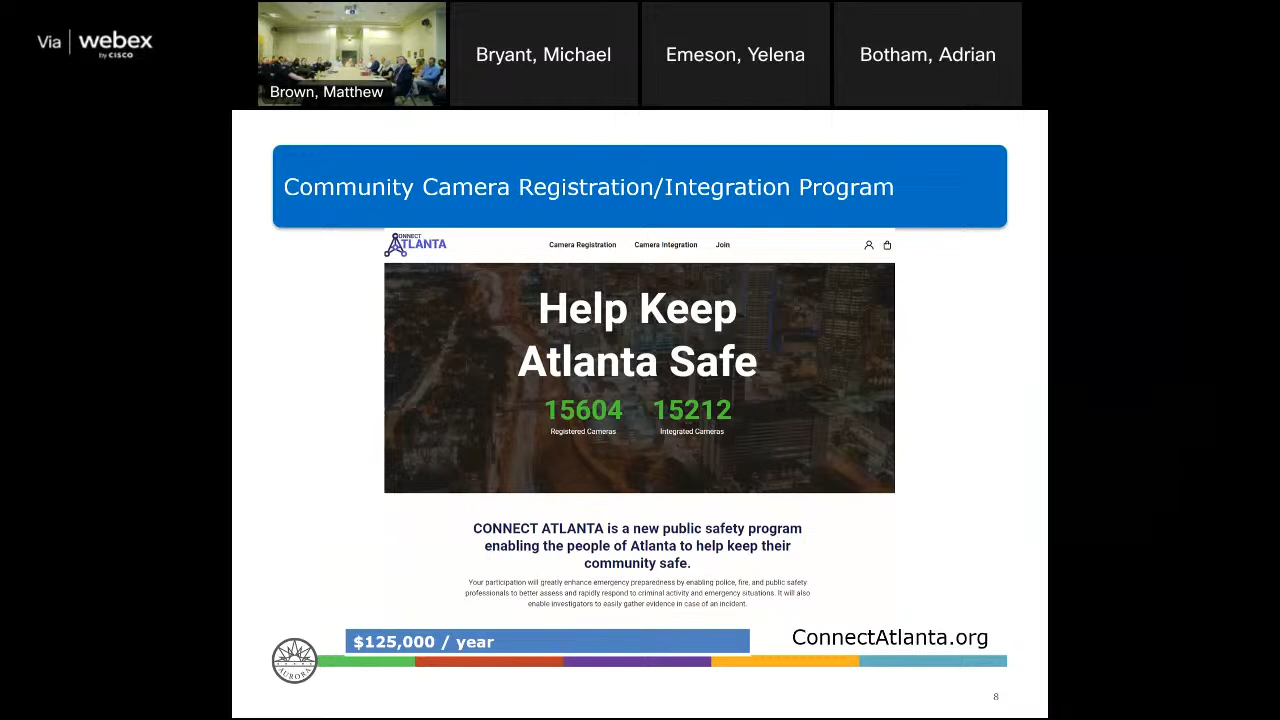 Via webex
by CISCO
Brown, Matthew
Bryant, Michael
Emeson, Yelena
Botham, Adrian
Community Camera Registration/Integration Program
CONNECT
ATLANTA
Camera Registration
Camera Integration
Join
Help Keep
Atlanta Safe
15604
15212
Registered Cameras
Integrated Cameras
CONNECT ATLANTA is a new public safety program
enabling the people of Atlanta to help keep their
community safe.
Your participation will greatly enhance emergency preparedness by enabling police, fire, and public safety
professionals to better assess and rapidly respond to criminal activity and emergency situations. It will also
enable investigators to easily gather evidence in case of an incident.
$125,000 / year
ConnectAtlanta.org
AURORA
8